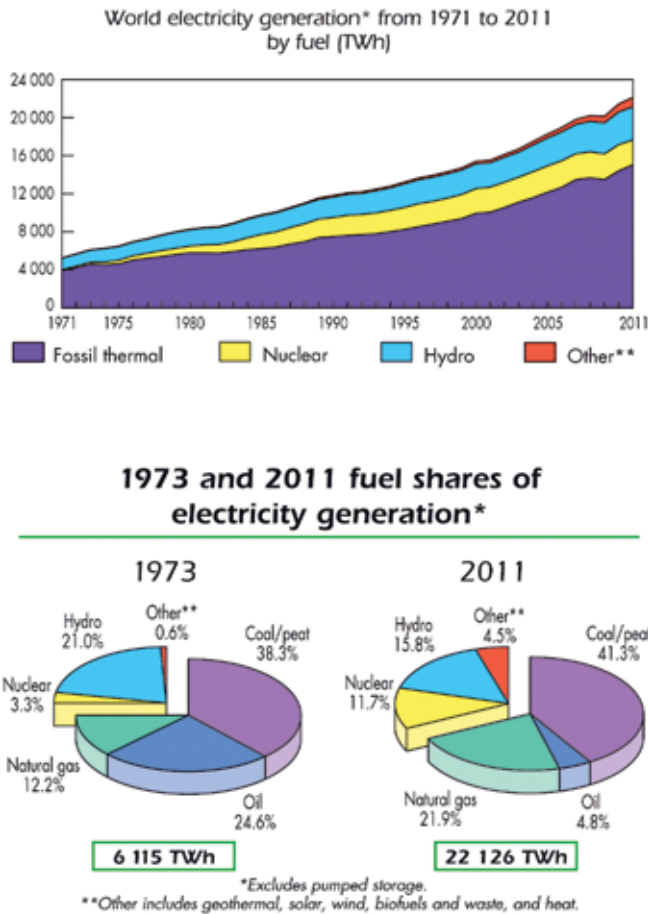 World electricity generation* from 1971 to 2011
by fuel (TWh)
24 000
20 000
16 000
12 000
8 000
4 000
0
1971 1975 1980 1985 1990 1995 2000 2005 2011
Fossil thermal Nuclear Hydro Other**
1973 and 2011 fuel shares of
electricity generation*
1973
Hydro
21.0%
Other**
0.6%
Coal/peat
38.3%
Nuclear
3.3%
Natural gas
12.2%
Oil
24.6%
6 115 TWh
2011
Hydro
15.8%
Other**
4.5%
Coal/peat
41.3%
Nuclear
11.7%
Natural gas
21.9%
Oil
4.8%
22 126 TWh
*Excludes pumped storage.
**Other includes geothermal, solar, wind, biofuels and waste, and heat.